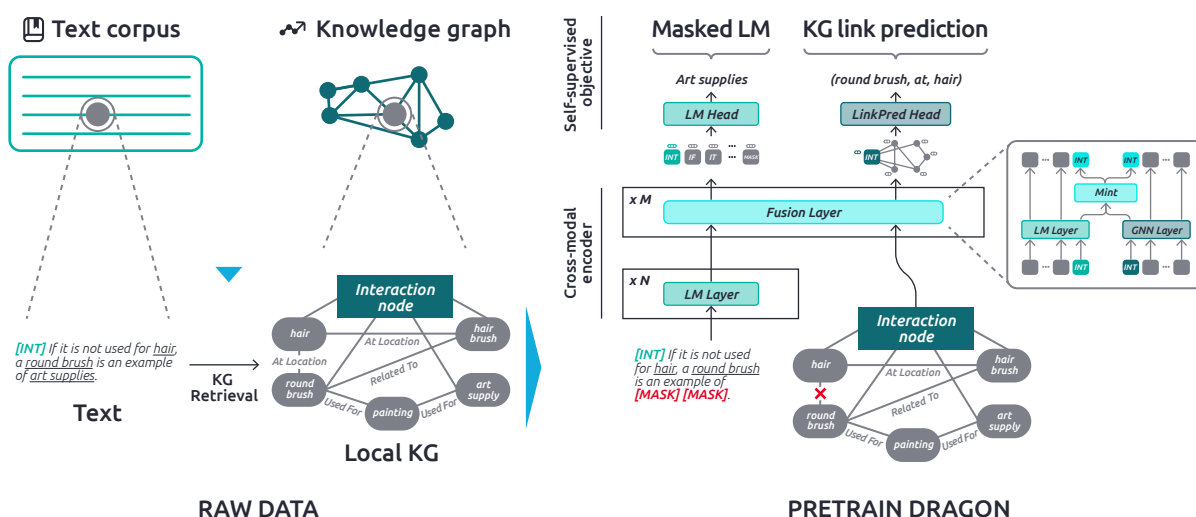 Text corpus
Knowledge graph
[INT] If it is not used for hair,
a round brush is an example
of art supplies.
Text
KG
Retrieval
Interaction
node
hair
hair
brush
At Location
At Location
Related To
round
brush
art
supply
Used For
painting
Used For
Local KG
RAW DATA
Self-supervised
objective
Masked LM
KG link prediction
Art supplies
(round brush, at, hair)
LM Head
LinkPred Head
INT
IF
IT
...
MASK
INT
Cross-modal
encoder
x M
Fusion Layer
x N
LM Layer
[INT] If it is not used
for hair, a round brush
is an example of
[MASK] [MASK].
Interaction
node
hair
hair
brush
At Location
Related To
round
brush
art
supply
Used For
painting
Used For
... INT INT ...
Mint
LM Layer
GNN Layer
... INT INT ...
PRETRAIN DRAGON